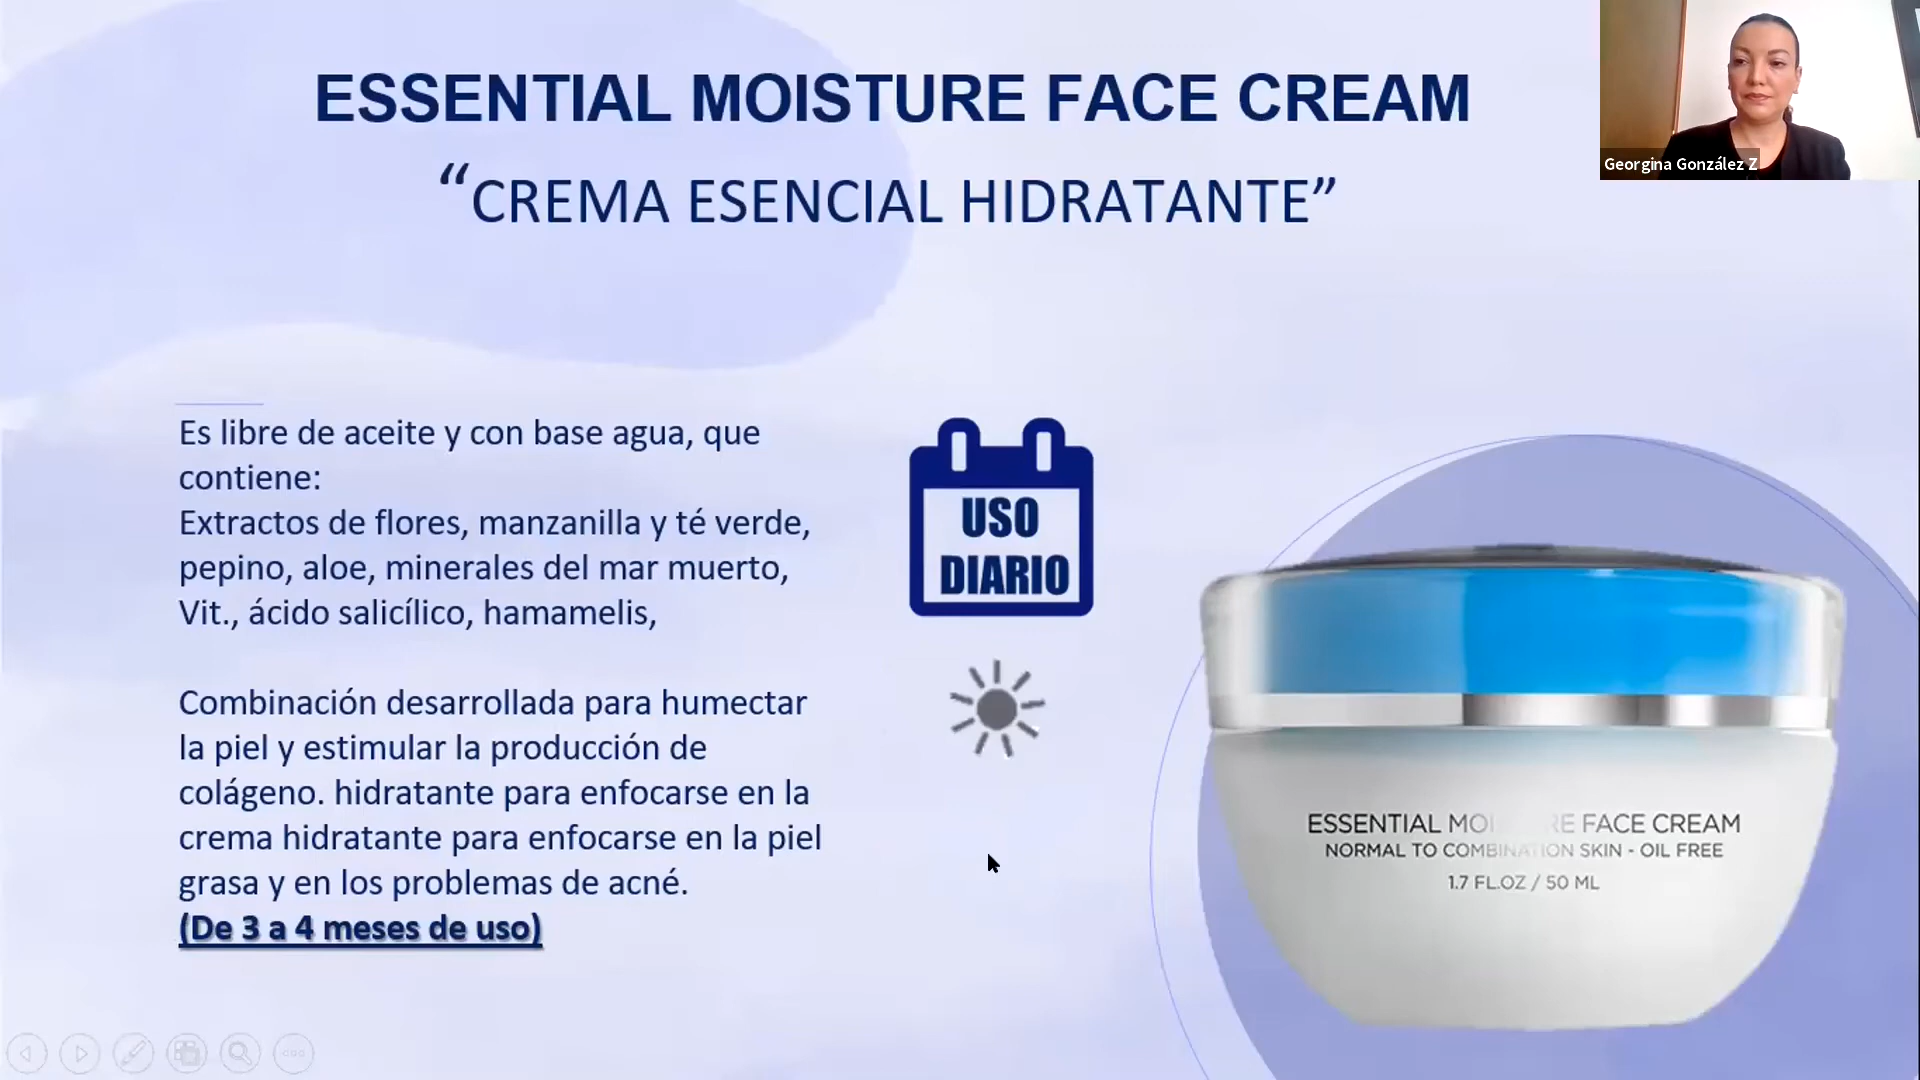 ESSENTIAL MOISTURE FACE CREAM
“CREMA ESENCIAL HIDRATANTE”
Georgina González Z
Es libre de aceite y con base agua, que
contiene:
Extractos de flores, manzanilla y té verde,
pepino, aloe, minerales del mar muerto,
Vit., ácido salicílico, hamamelis,
Combinación desarrollada para humectar
la piel y estimular la producción de
colágeno. hidratante para enfocarse en la
crema hidratante para enfocarse en la piel
grasa y en los problemas de acné.
(De 3 a 4 meses de uso)
USO
DIARIO
ESSENTIAL MOISTURE FACE CREAM
NORMAL TO COMBINATION SKIN - OIL FREE
1.7 FL.OZ / 50 ML